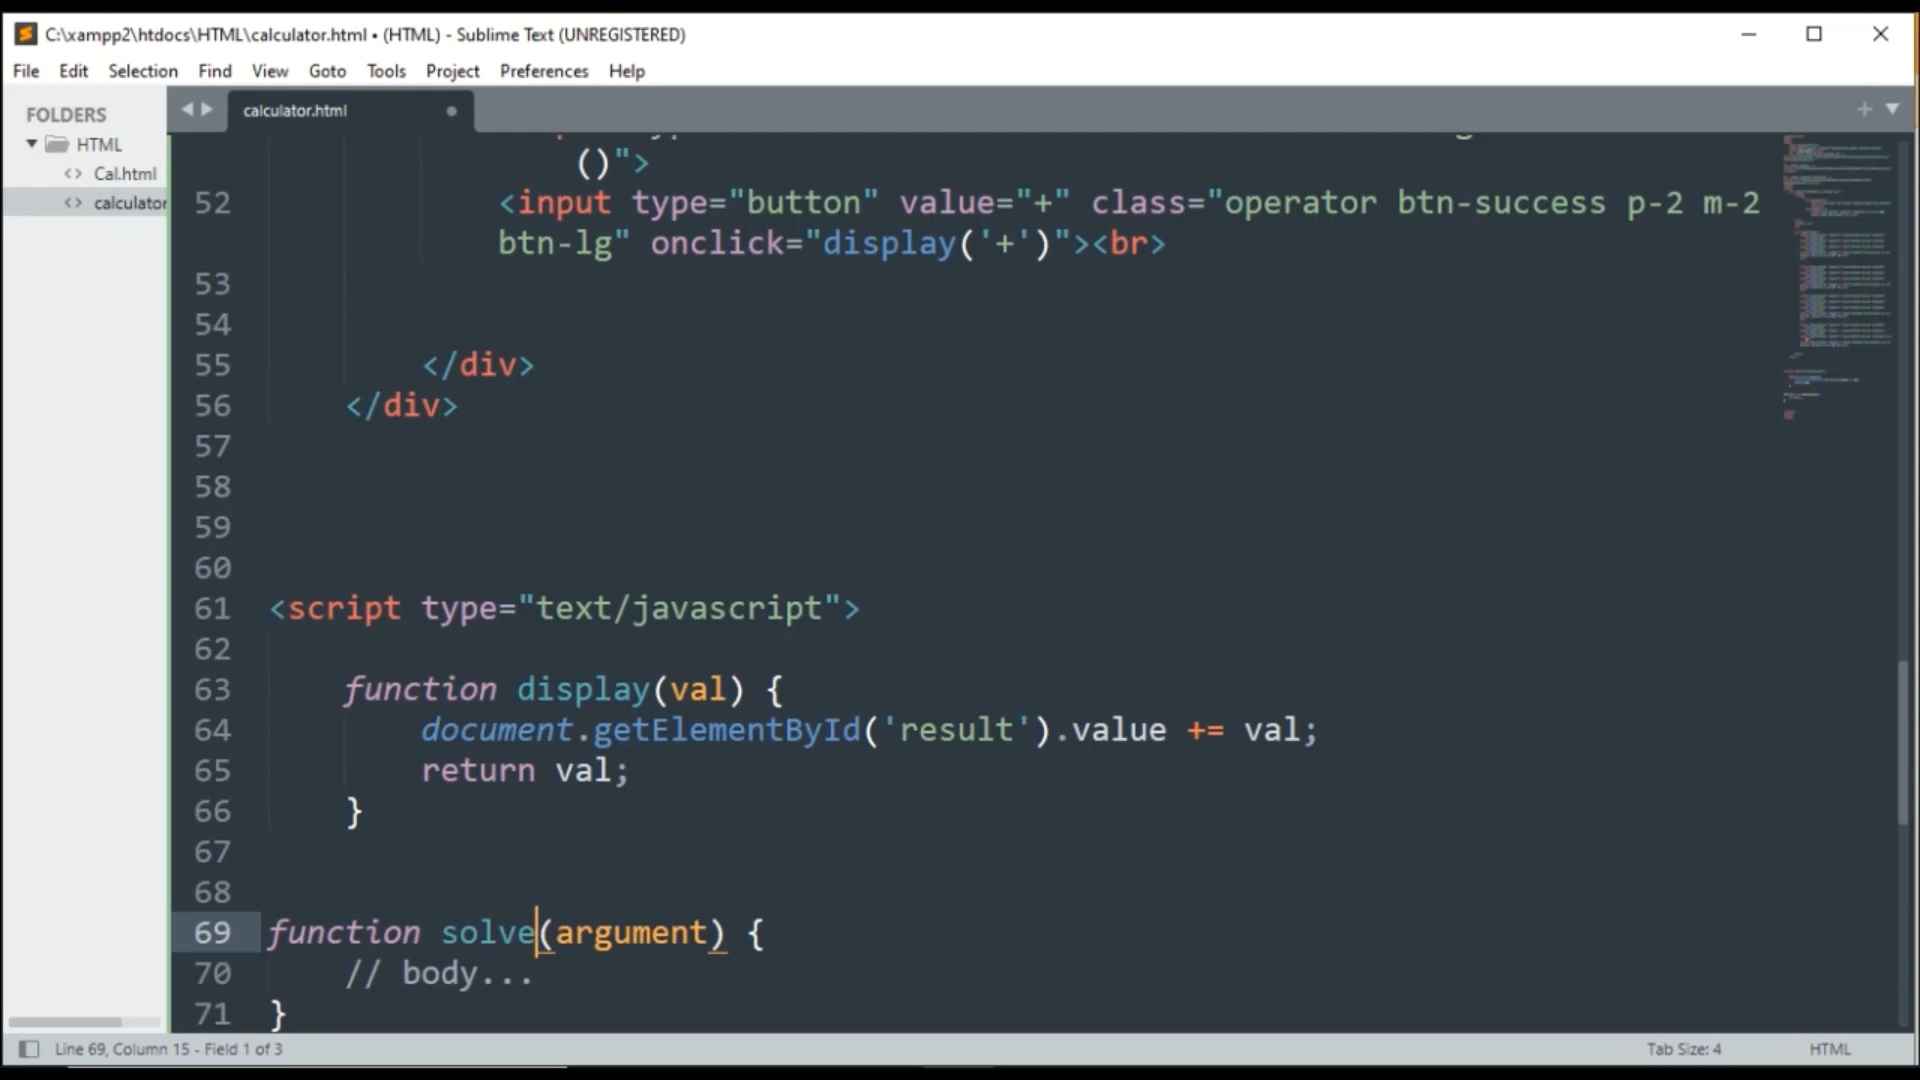 C:\xampp2\htdocs\HTML\calculator.html • (HTML) - Sublime Text (UNREGISTERED)
File Edit Selection Find View Goto Tools Project Preferences Help
FOLDERS
HTML
<> Cal.html
<> calculator
calculator.html
()">
52 <input type="button" value="+" class="operator btn-success p-2 m-2
btn-lg" onclick="display('+')"><br>
53
54
55 </div>
56 </div>
57
58
59
60
61 <script type="text/javascript">
62
63 function display(val) {
64 document.getElementById('result').value += val;
65 return val;
66 }
67
68
69 function solve(argument) {
70 // body...
71 }
Line 69, Column 15 - Field 1 of 3
Tab Size: 4
HTML